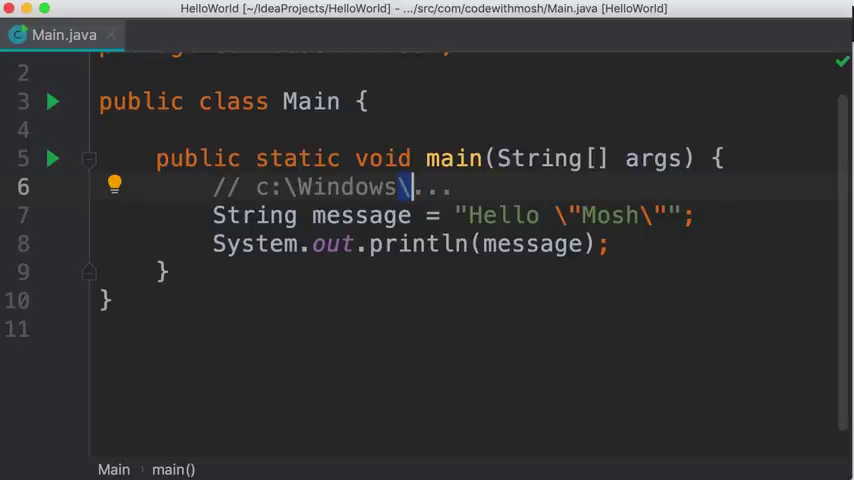 HelloWorld [~/IdeaProjects/HelloWorld] - .../src/com/codewithmosh/Main.java [HelloWorld]
Main.java
2
3 public class Main {
4
5 public static void main(String[] args) {
6 // c:\Windows\...
7 String message = "Hello \"Mosh\"";
8 System.out.println(message);
9 }
10 }
11
Main › main()